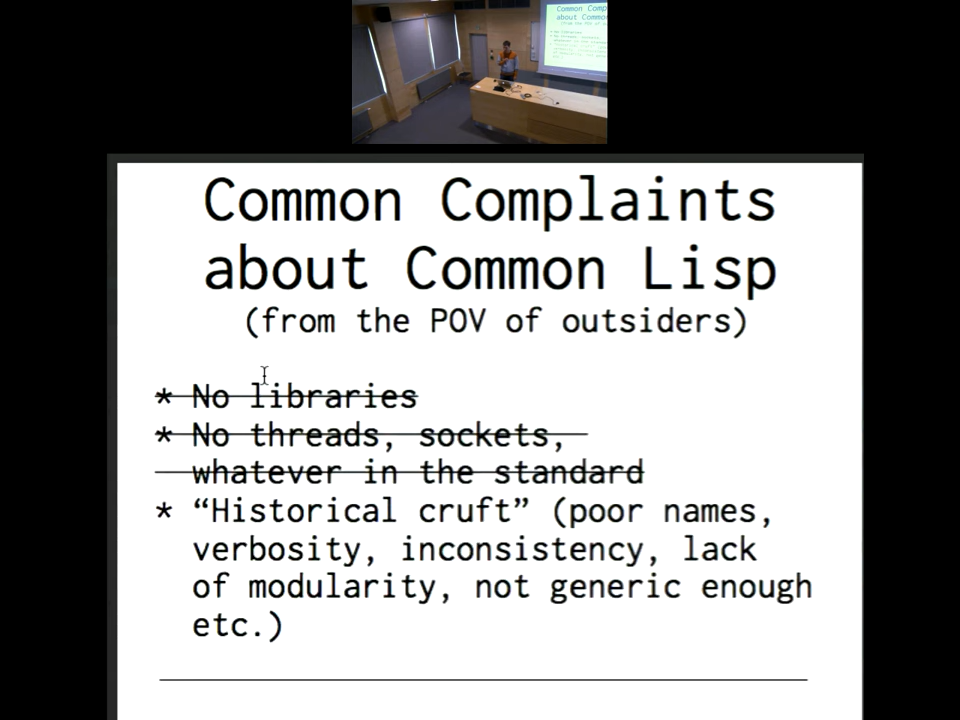 Common Complaints
about Common Lisp
(from the POV of outsiders)
* No libraries
* No threads, sockets,
whatever in the standard
* “Historical cruft” (poor names,
verbosity, inconsistency, lack
of modularity, not generic enough
etc.)